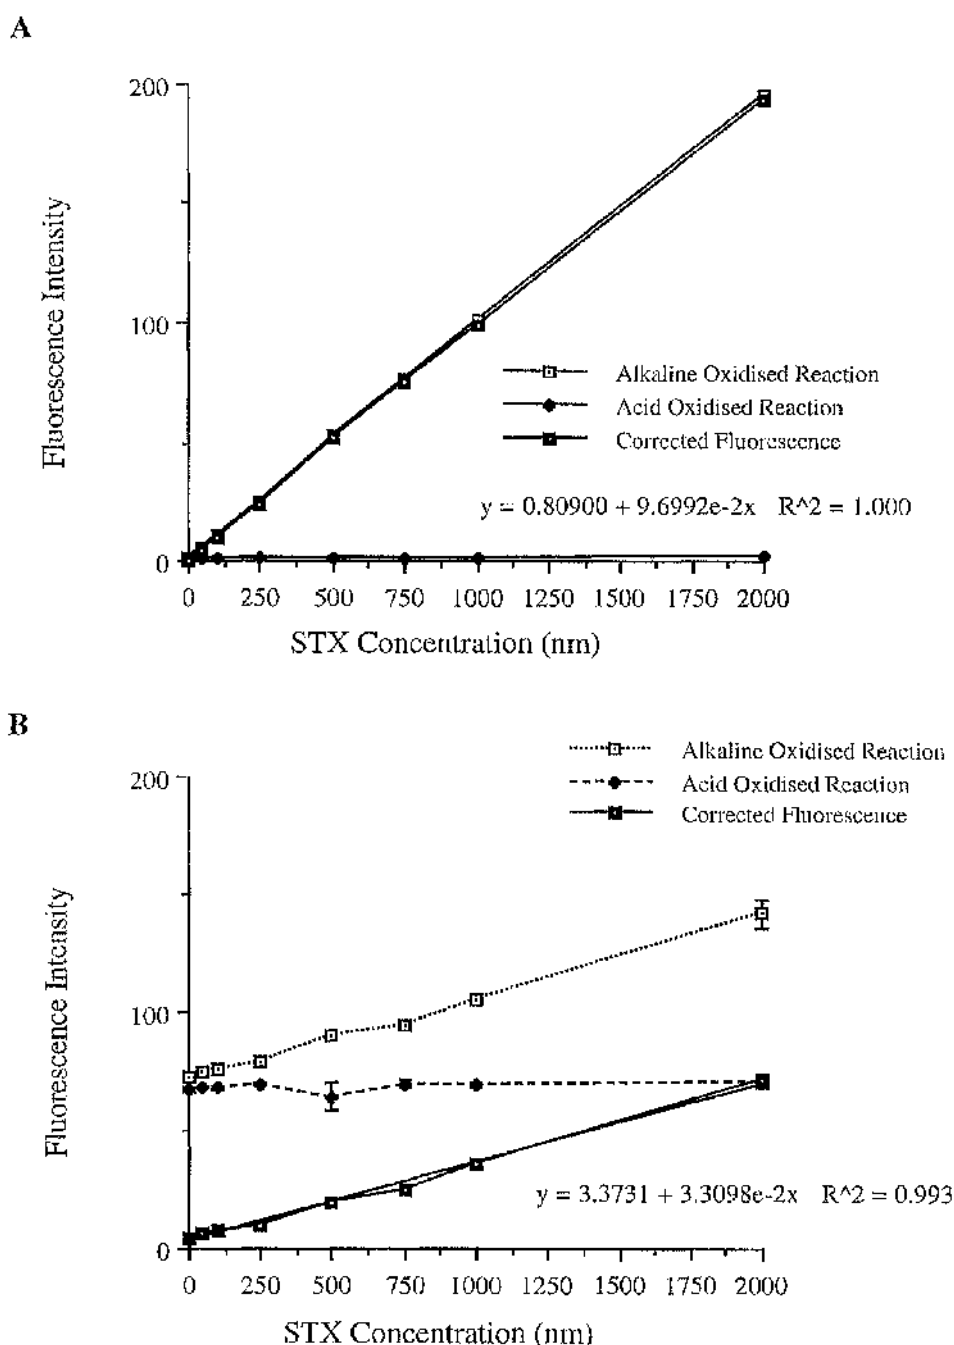 A
200
100
0
Fluorescence Intensity
Alkaline Oxidised Reaction
Acid Oxidised Reaction
Corrected Fluorescence
y = 0.80900 + 9.6992e-2x R^2 = 1.000
0 250 500 750 1000 1250 1500 1750 2000
STX Concentration (nm)
B
Alkaline Oxidised Reaction
Acid Oxidised Reaction
Corrected Fluorescence
200
100
0
Fluorescence Intensity
y = 3.3731 + 3.3098e-2x R^2 = 0.993
0 250 500 750 1000 1250 1500 1750 2000
STX Concentration (nm)